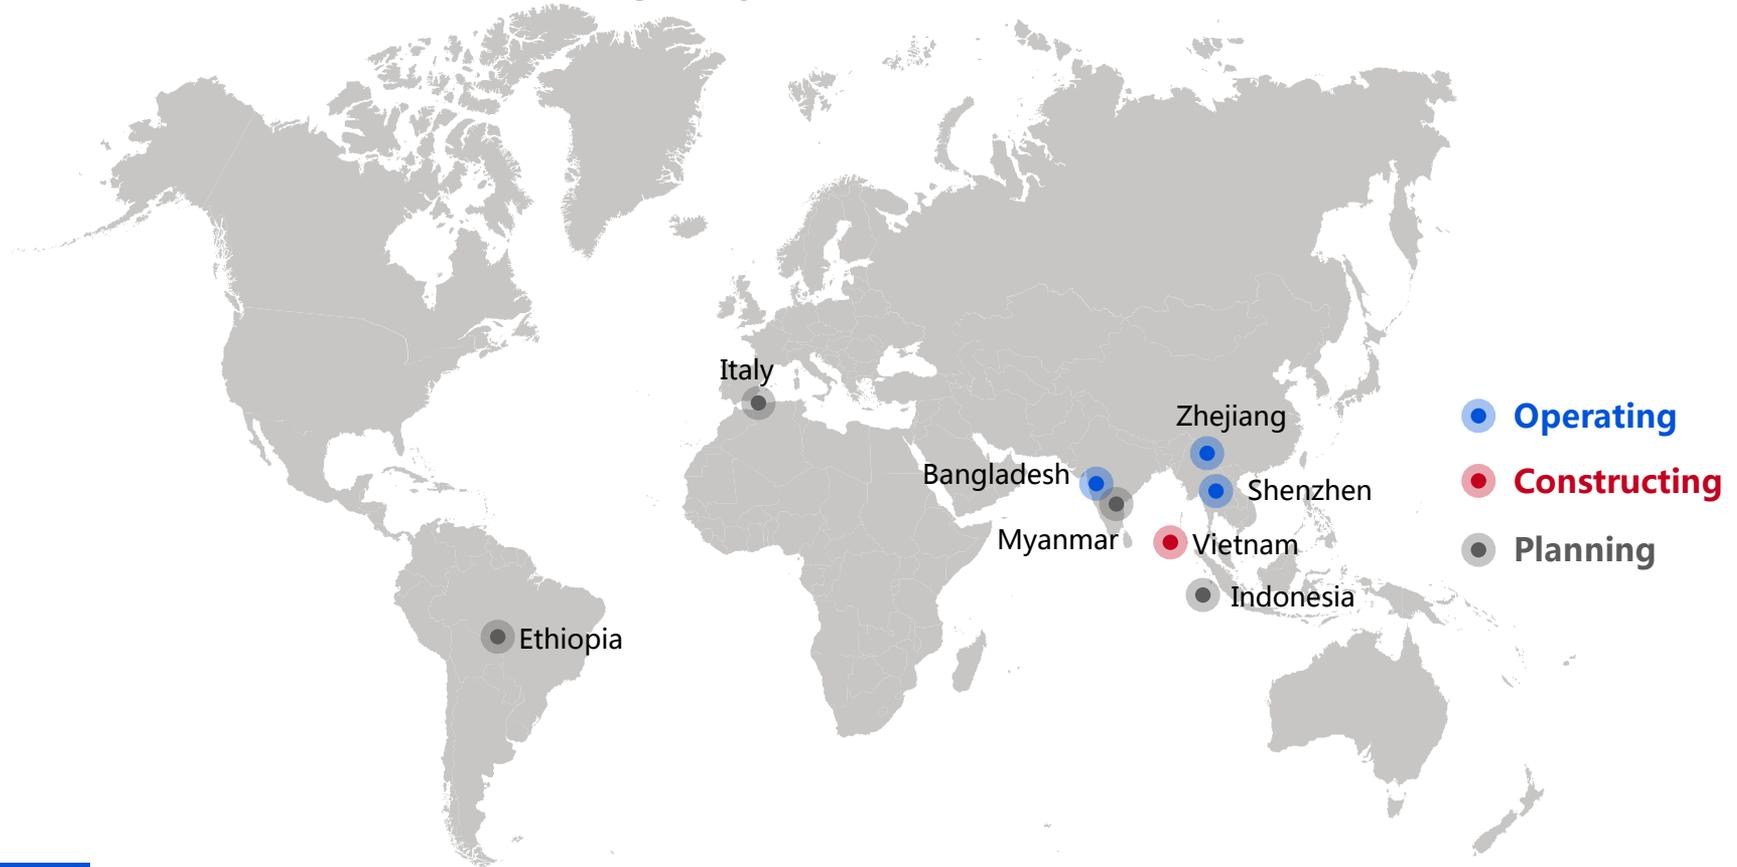 Italy
Zhejiang
Operating
Bangladesh
Shenzhen
Constructing
Myanmar
Vietnam
Planning
Indonesia
Ethiopia